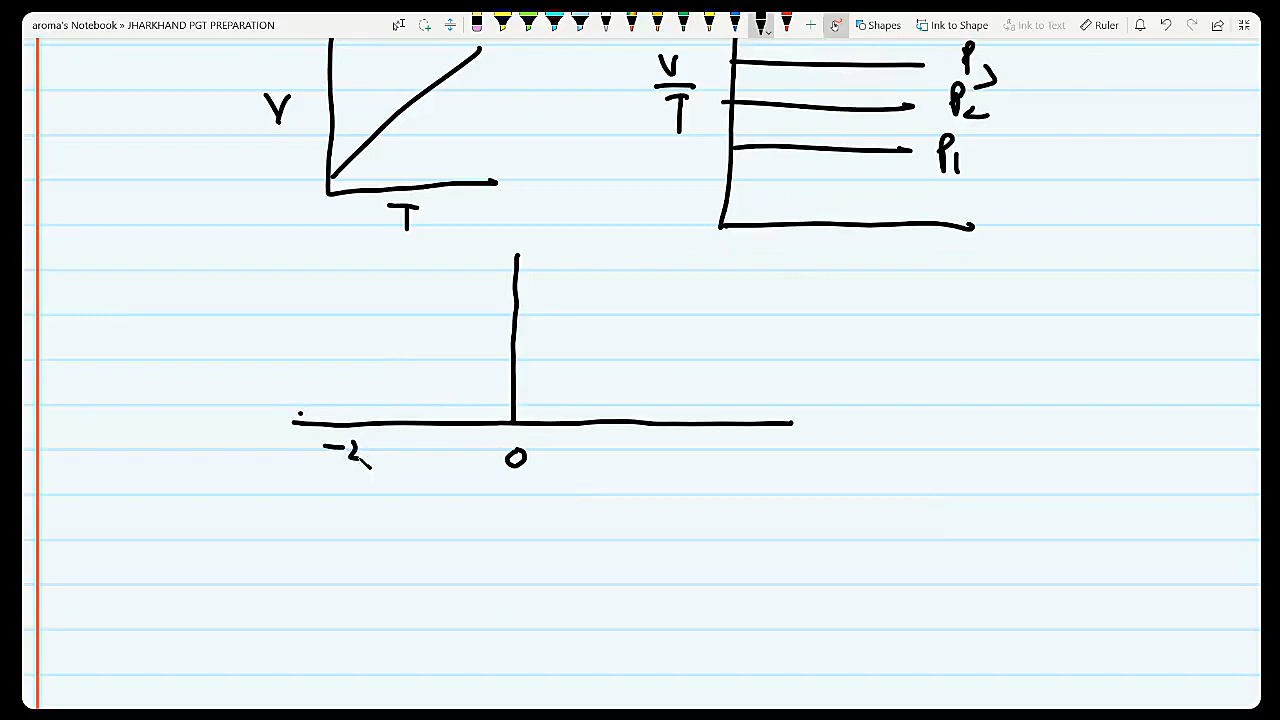 aroma's Notebook » JHARKHAND PGT PREPARATION
Shapes
Ink to Shape
Ink to Text
Ruler
V
T
V
T
P
P2
P1
-2
0